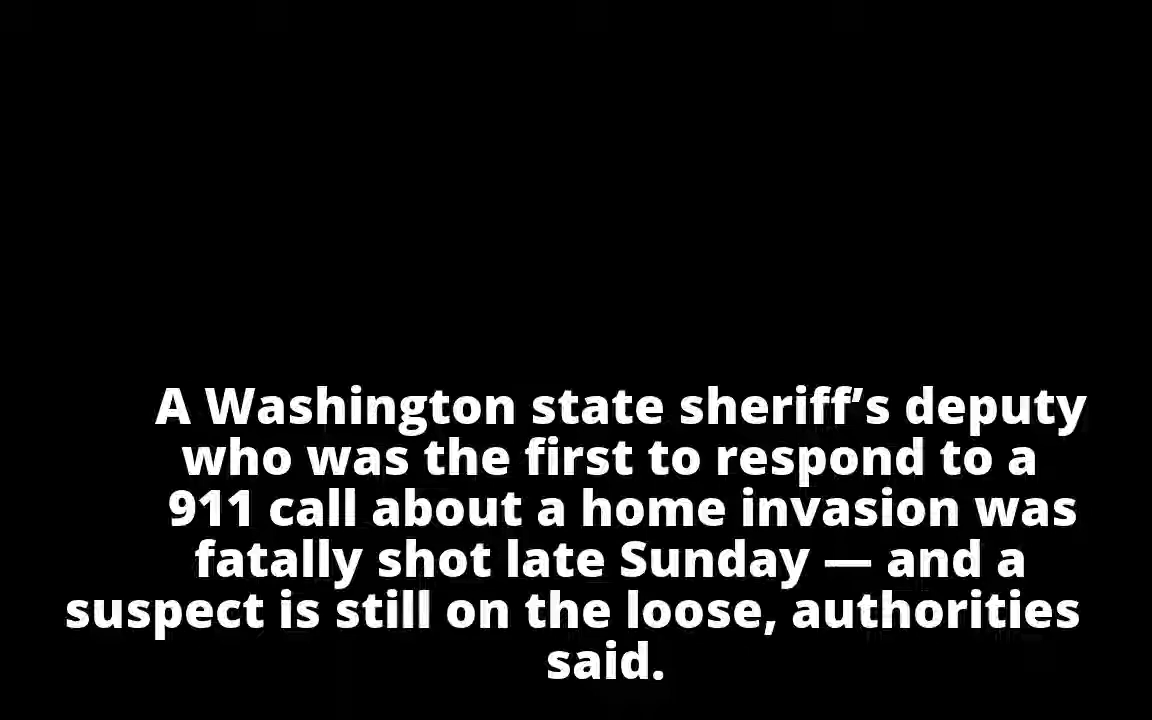 A Washington state sheriff’s deputy
who was the first to respond to a
911 call about a home invasion was
fatally shot late Sunday — and a
suspect is still on the loose, authorities
said.